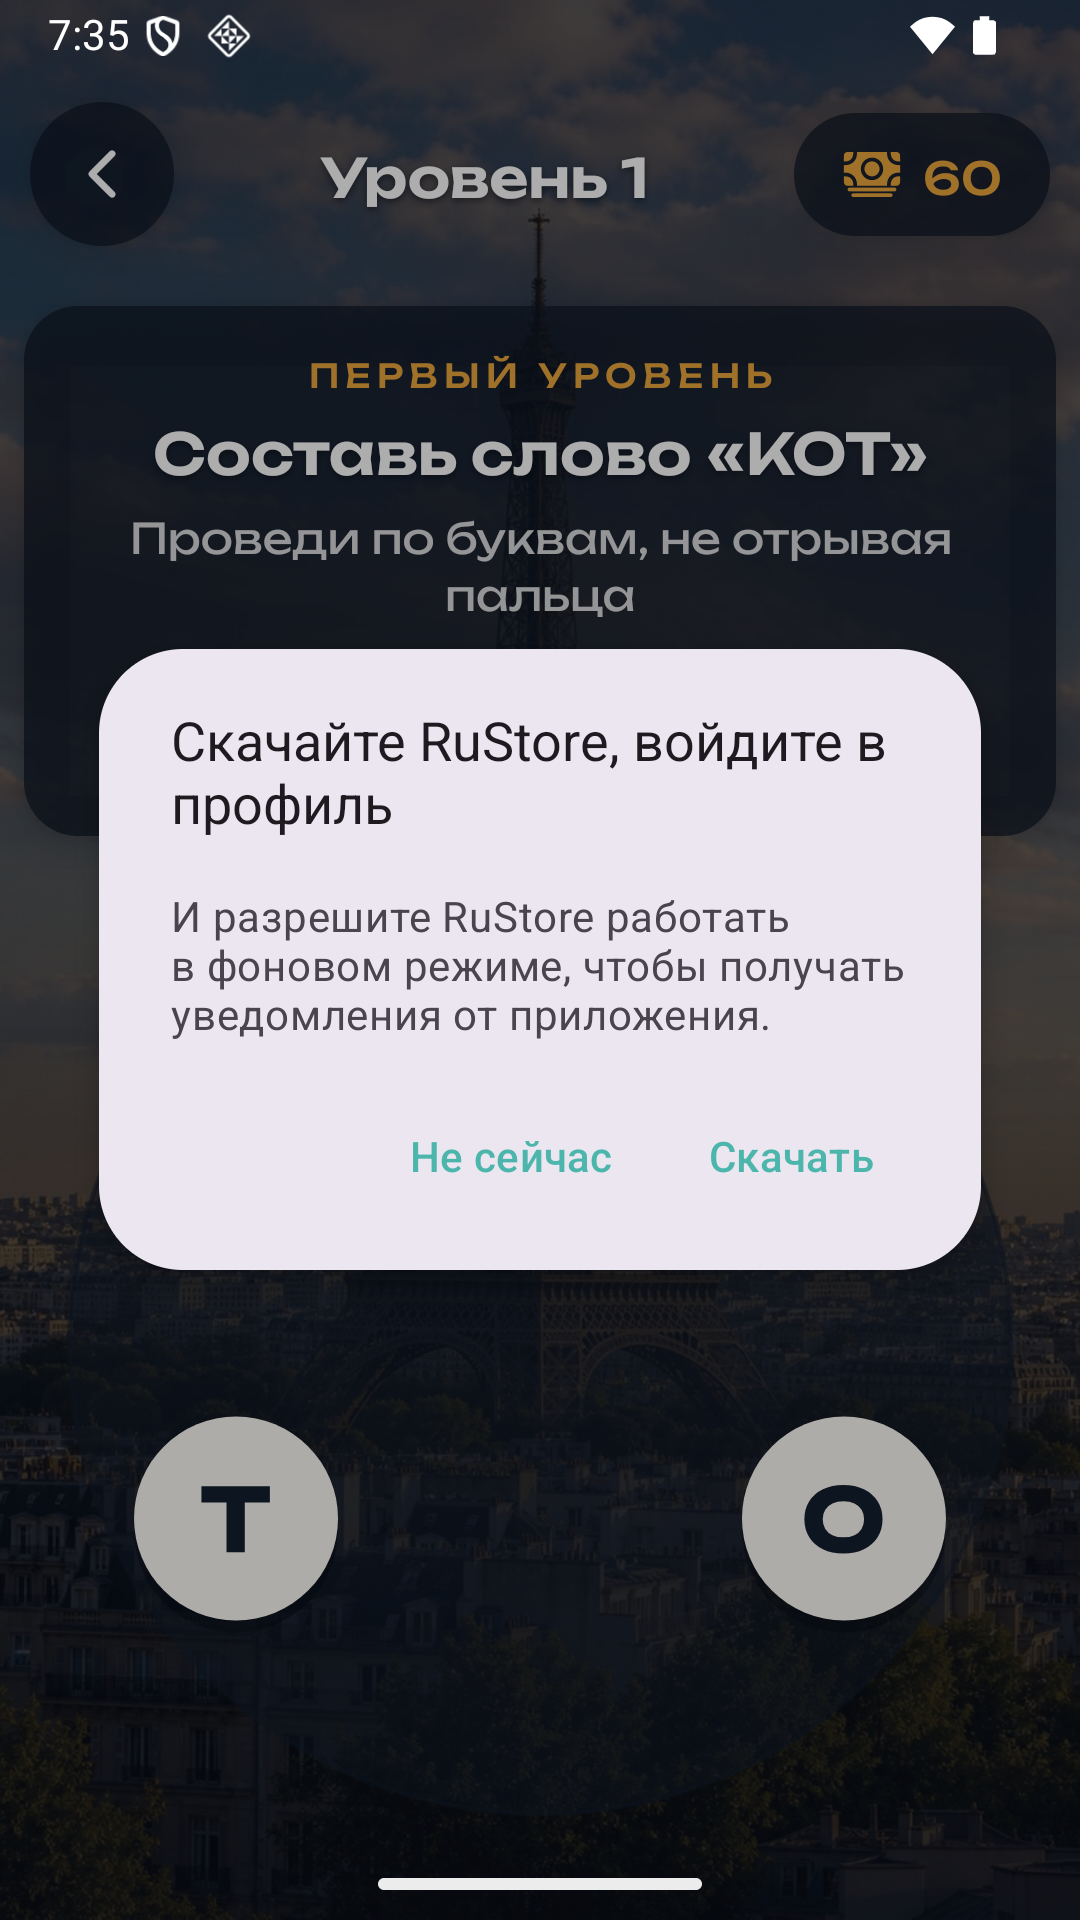 7:35
Уровень 1
60
ПЕРВЫЙ УРОВЕНЬ
Составь слово «КОТ»
Проведи по буквам, не отрывая
пальца
Скачайте RuStore, войдите в
профиль
И разрешите RuStore работать
в фоновом режиме, чтобы получать
уведомления от приложения.
Не сейчас
Скачать
Т
О